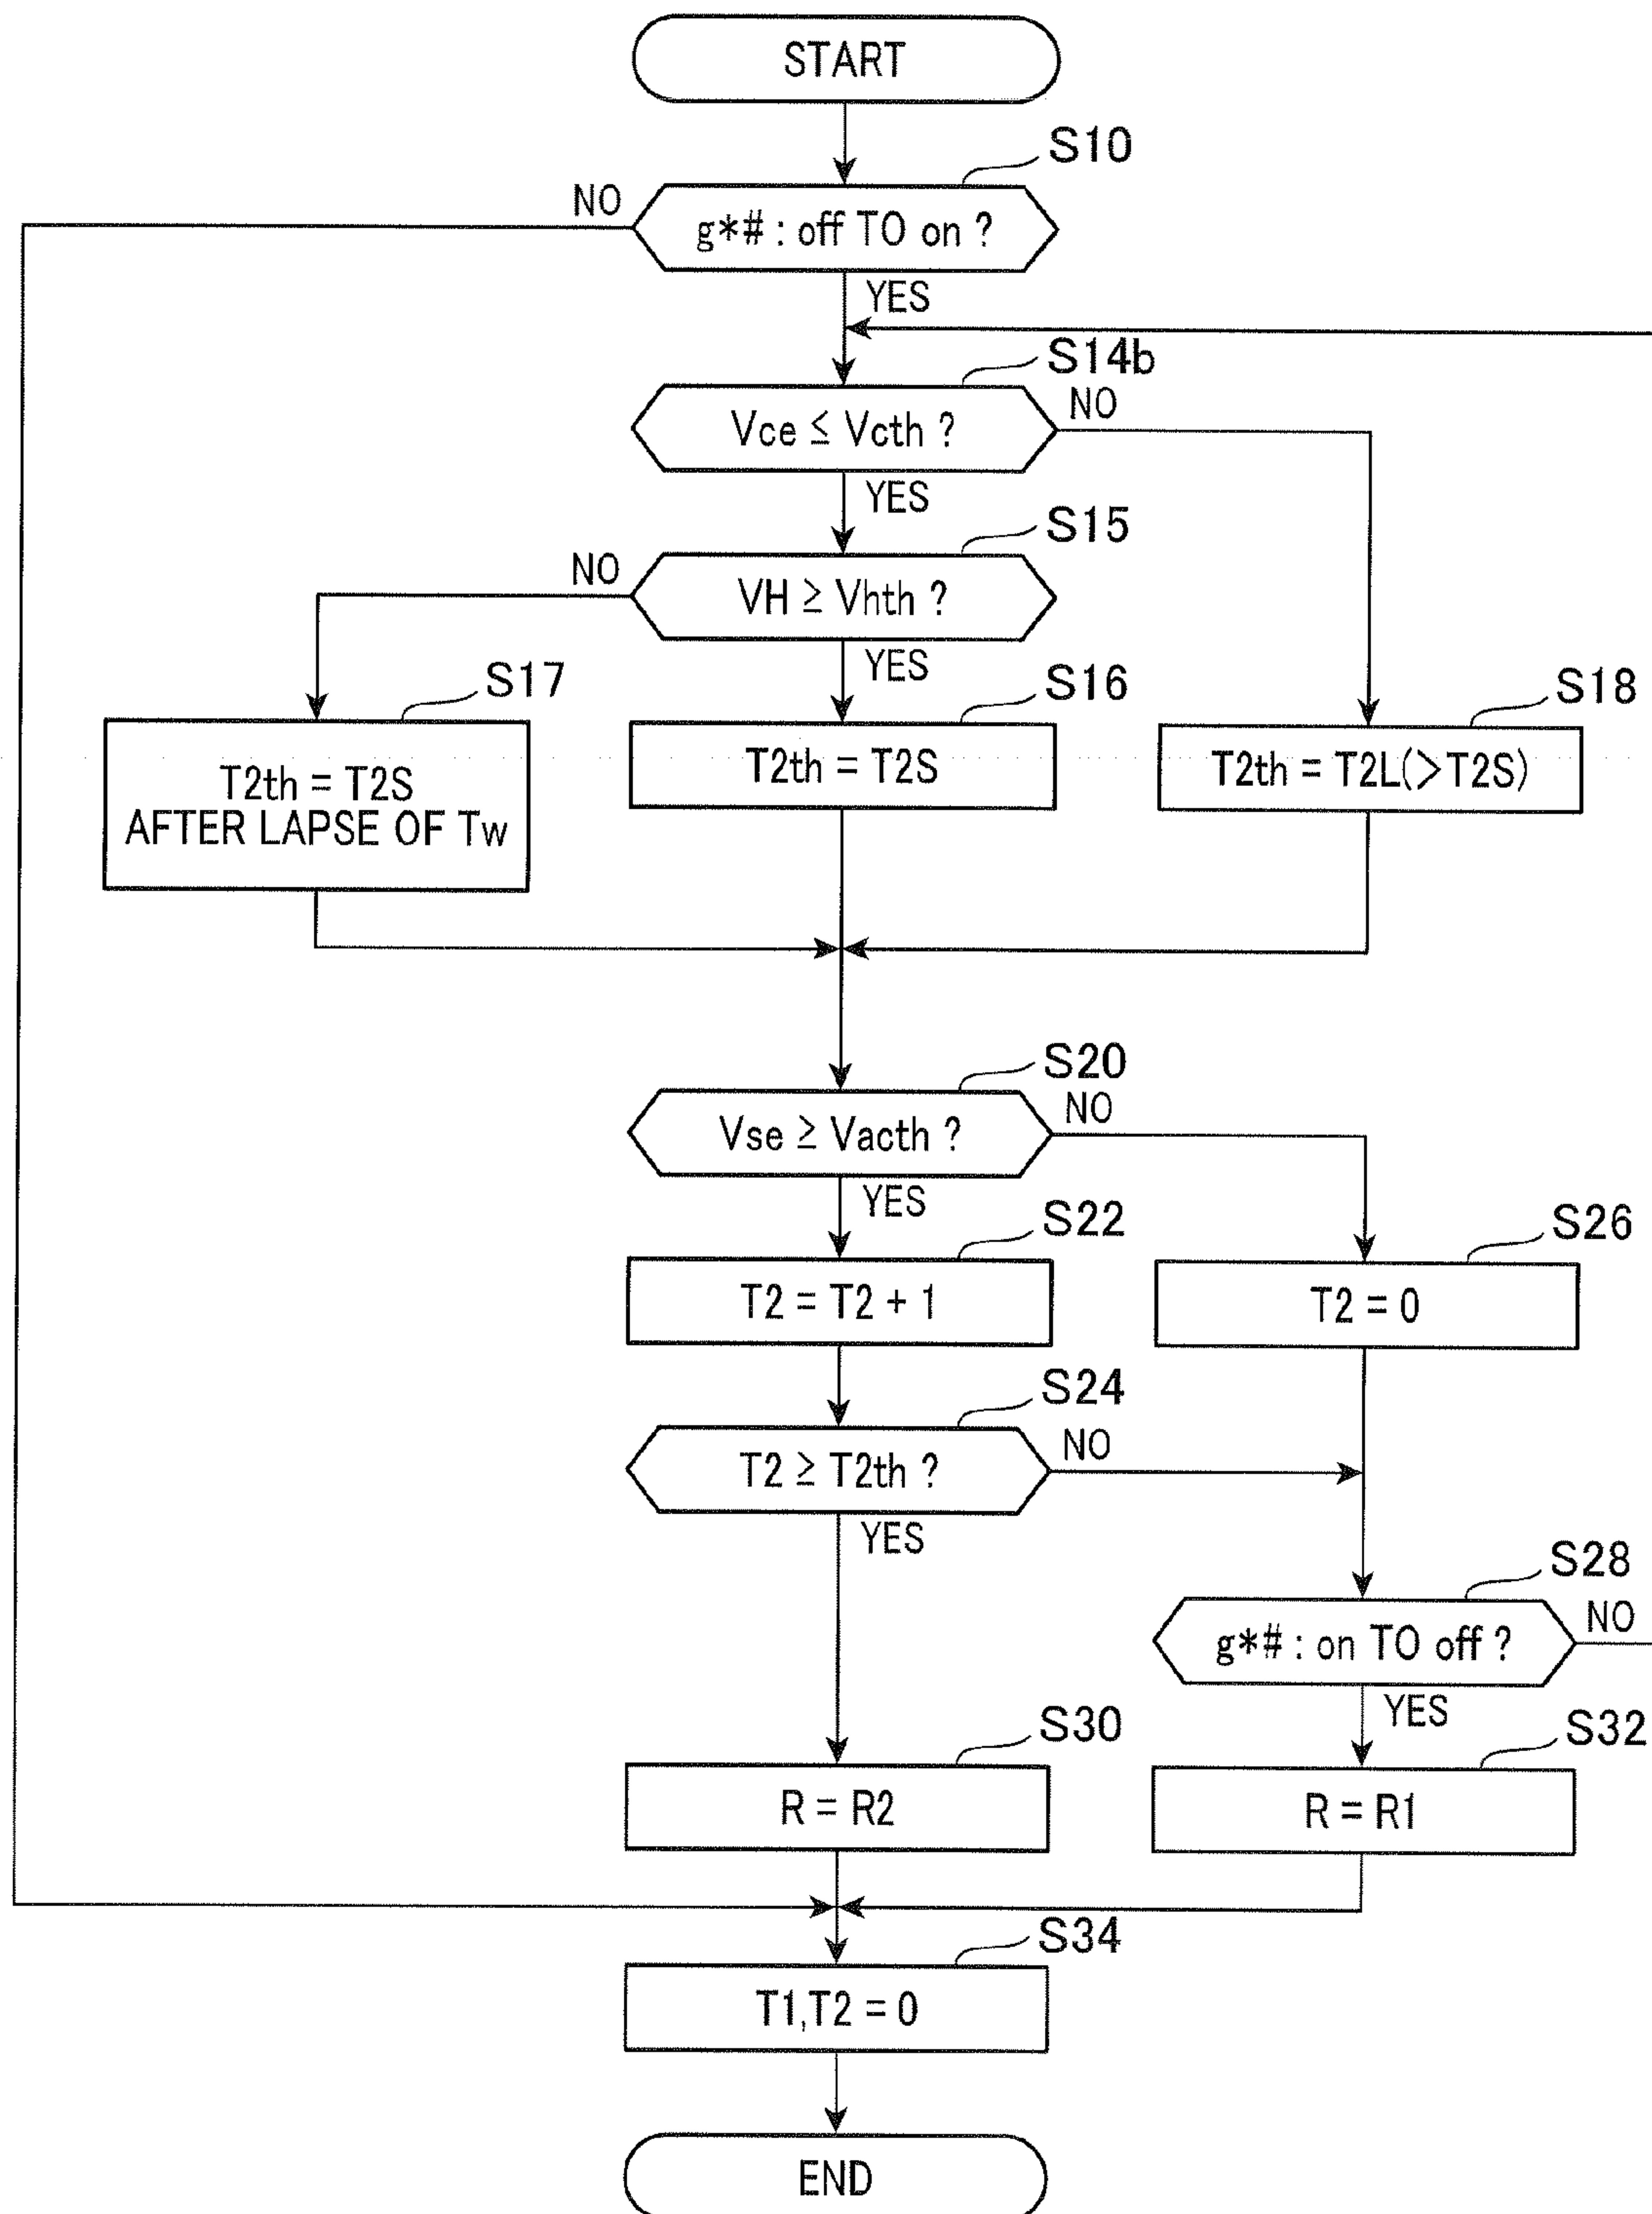 START
S10
NO
g*# : off TO on ?
YES
S14b
NO
Vce ≤ Vcth ?
YES
S15
NO
VH ≥ Vhth ?
YES
S17
S16
S18
T2th = T2S
AFTER LAPSE OF Tw
T2th = T2S
T2th = T2L(>T2S)
S20
NO
Vse ≥ Vacth ?
YES
S22
S26
T2 = T2 + 1
T2 = 0
S24
NO
T2 ≥ T2th ?
YES
S28
NO
g*# : on TO off ?
YES
S30
S32
R = R2
R = R1
S34
T1,T2 = 0
END